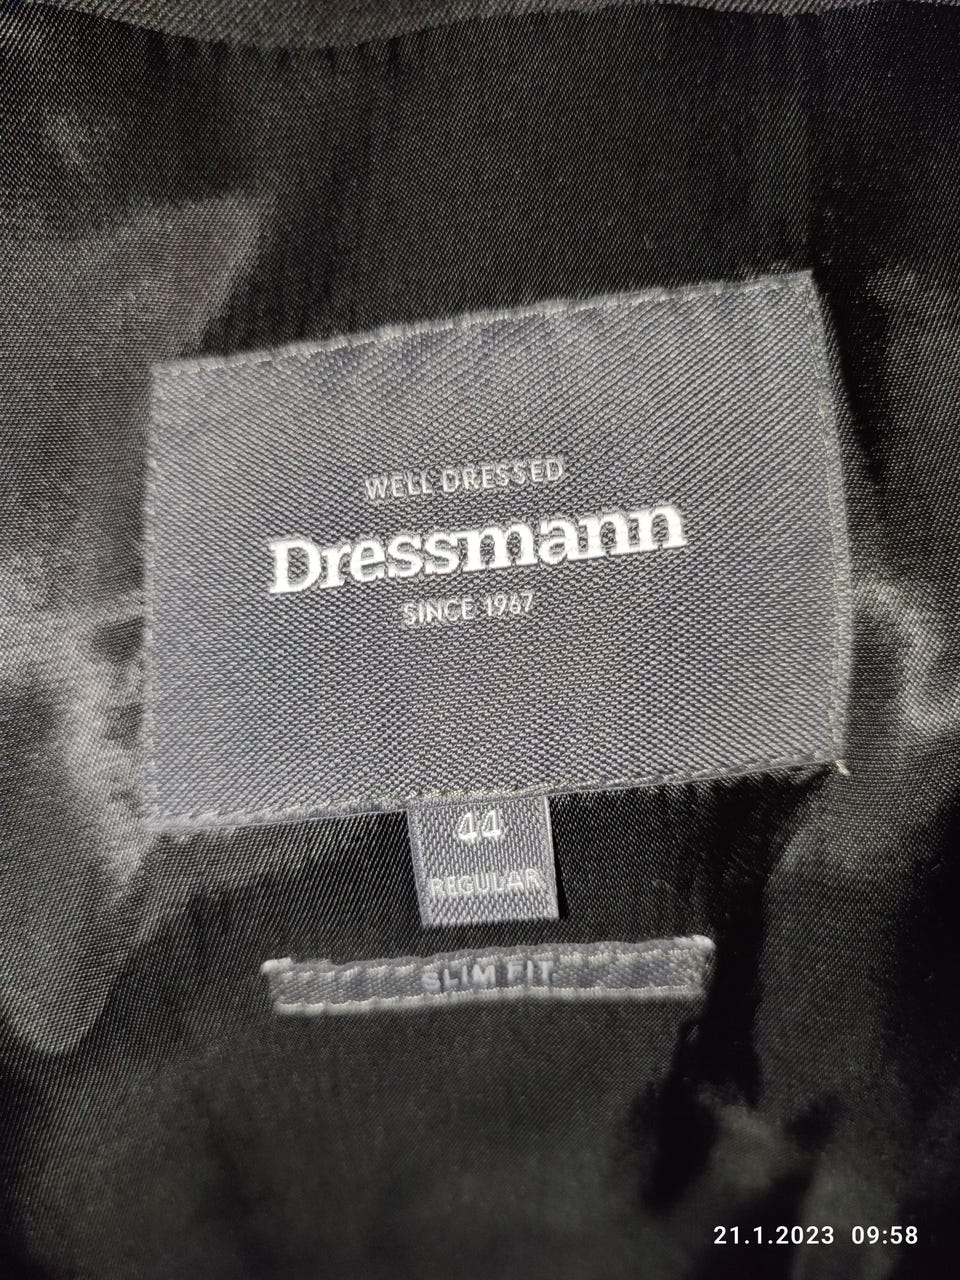 WELL DRESSED
Dressmann
SINCE 1967
44
REGULAR
SLIM FIT
21.1.2023 09:58